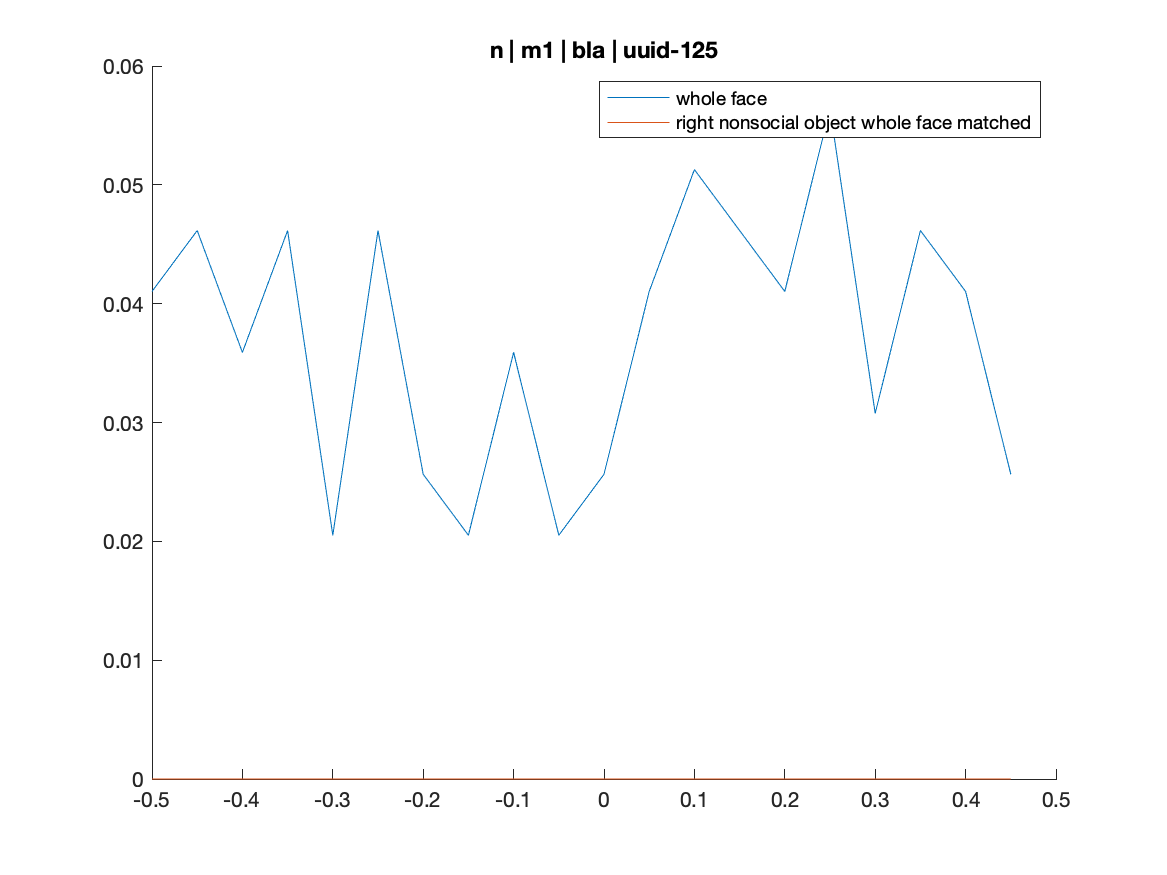 n | m1 | bla | uuid-125
whole face
right nonsocial object whole face matched
0.06
0.05
0.04
0.03
0.02
0.01
0
-0.5 -0.4 -0.3 -0.2 -0.1 0 0.1 0.2 0.3 0.4 0.5